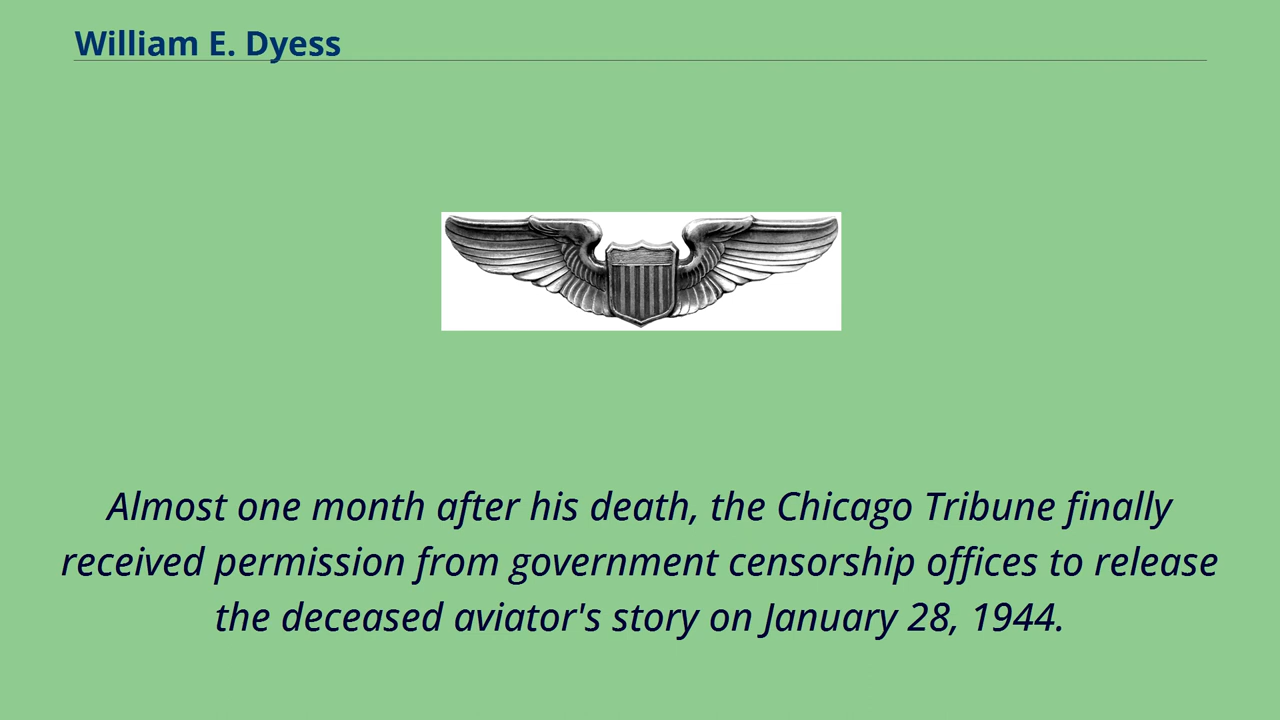 William E. Dyess
Almost one month after his death, the Chicago Tribune finally
received permission from government censorship offices to release
the deceased aviator's story on January 28, 1944.